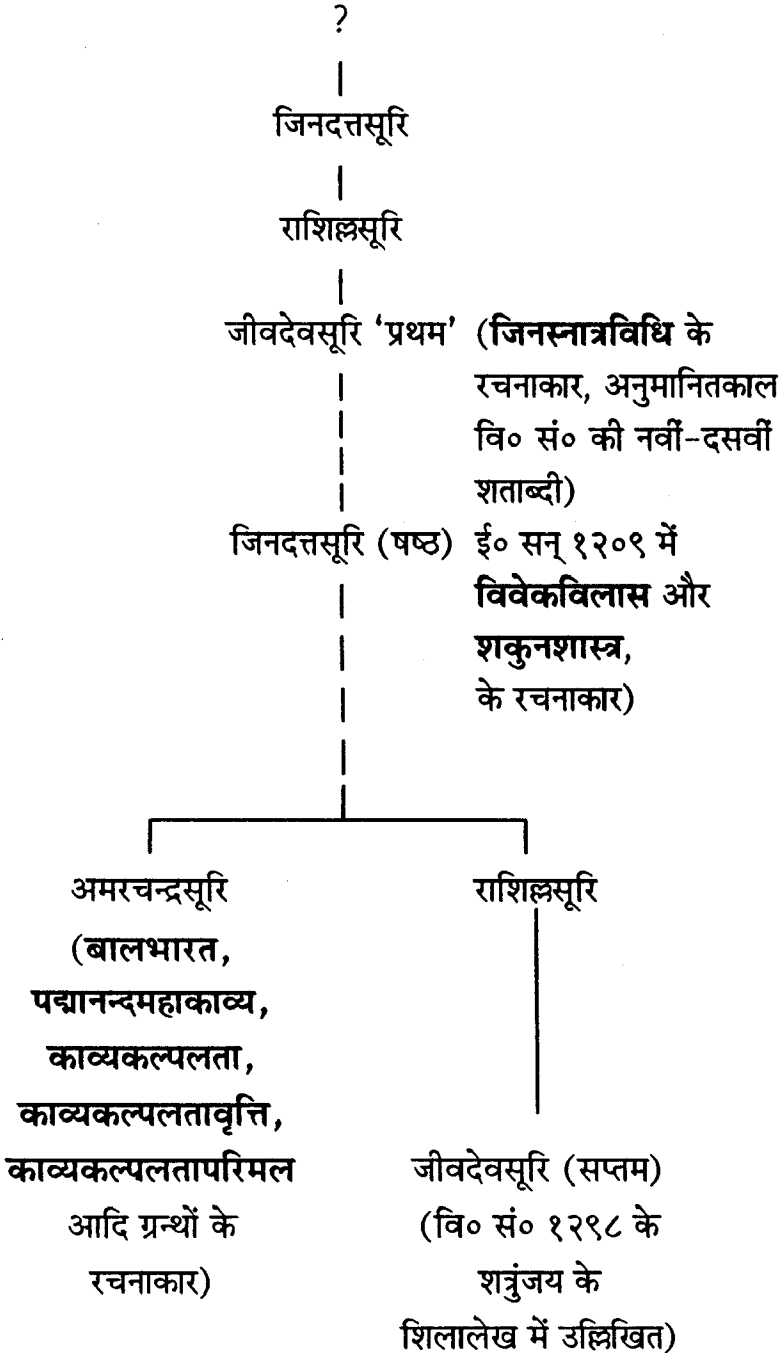 ?
जिनदत्तसूरि
राशिल्लसूरि
जीवदेवसूरि ‘प्रथम’ (जिनस्नात्रविधि के
रचनाकार, अनुमानितकाल
वि० सं० की नवीं-दसवीं
शताब्दी)
जिनदत्तसूरि (षष्ठ) ई० सन् १२०९ में
विवेकविलास और
शकुनशास्त्र,
के रचनाकार)
अमरचन्द्रसूरि
(बालभारत,
पद्मानन्दमहाकाव्य,
काव्यकल्पलता,
काव्यकल्पलतावृत्ति,
काव्यकल्पलतापरिमल
आदि ग्रन्थों के
रचनाकार)
राशिल्लसूरि
जीवदेवसूरि (सप्तम)
(वि० सं० १२९८ के
शत्रुंजय के
शिलालेख में उल्लिखित)